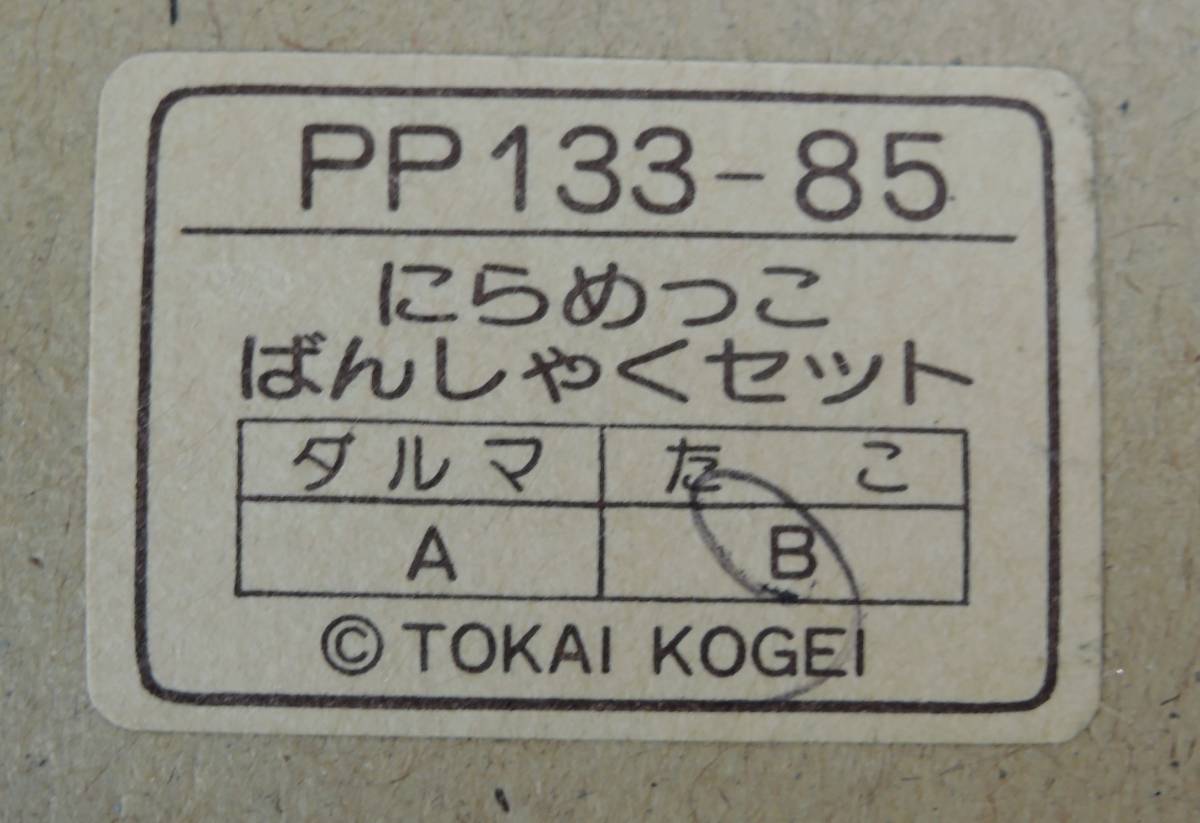 PP133-85
にらめっこ
ばんしゃくセット
ダルマ たこ
A B
© TOKAI KOGEI